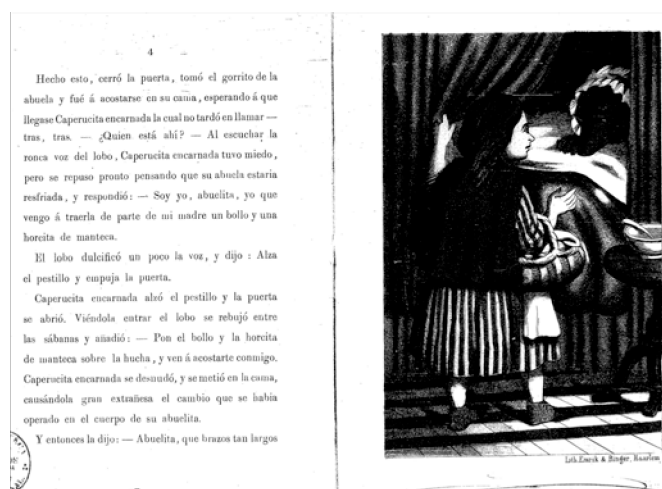 4
Hecho esto, cerró la puerta, tomó el gorrito de la
abuela y fué á acostarse en su cama, esperando á que
llegase Caperucita encarnada la cual no tardó en llamar —
tras, tras. — ¿Quien está ahi? — Al escuchar la
ronca voz del lobo, Caperucita encarnada tuvo miedo,
pero se repuso pronto pensando que su abuela estaria
resfriada, y respondió: — Soy yo, abuelita, yo que
vengo á traerla de parte de mi madre un bollo y una
horcita de manteca.
El lobo dulcificó un poco la voz, y dijo : Alza
el pestillo y empuja la puerta.
Caperucita encarnada alzó el pestillo y la puerta
se abrió. Viéndola entrar el lobo se rebujó entre
las sábanas y añadió: — Pon el bollo y la horcita
de manteca sobre la hucha, y ven á acostarte conmigo.
Caperucita encarnada se desnudó, y se metió en la cama,
causándola gran extrañesa el cambio que se habia
operado en el cuerpo de su abuelita.
Y entonces la dijo: — Abuelita, que brazos tan largos
Lith. Emrik & Binger, Haarlem